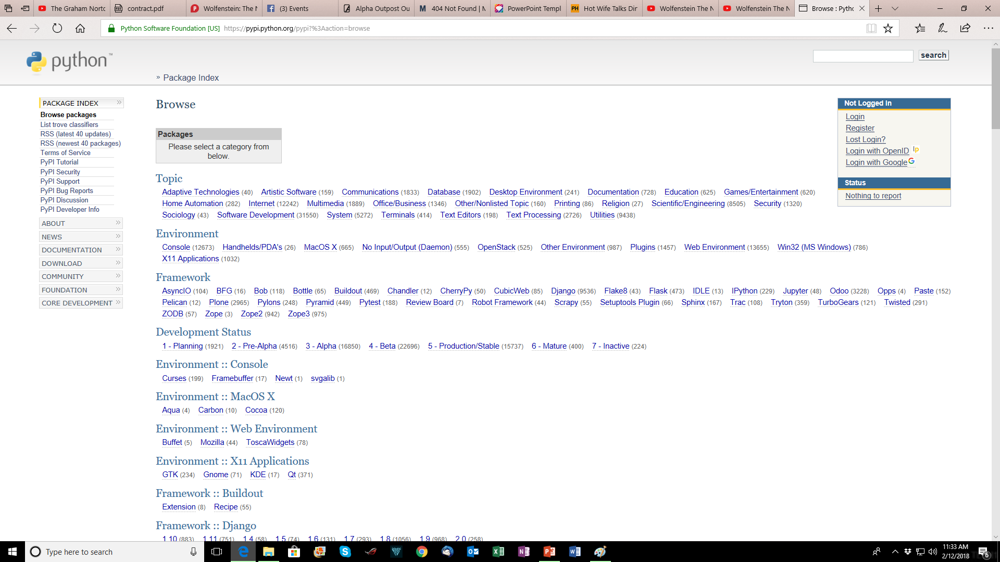 The Graham Norto
contract.pdf
Wolfenstein: The N
(3) Events
Alpha Outpost Ou
404 Not Found | M
PowerPoint Templ
Hot Wife Talks Dir
Wolfenstein The N
Wolfenstein The N
Browse : Pytho
Python Software Foundation [US] https://pypi.python.org/pypi?%3Aaction=browse
python™
search
» Package Index
PACKAGE INDEX »
Browse packages
List trove classifiers
RSS (latest 40 updates)
RSS (newest 40 packages)
Terms of Service
PyPI Tutorial
PyPI Security
PyPI Support
PyPI Bug Reports
PyPI Discussion
PyPI Developer Info
ABOUT »
NEWS »
DOCUMENTATION »
DOWNLOAD »
COMMUNITY »
FOUNDATION »
CORE DEVELOPMENT »
Browse
Packages
Please select a category from
below.
Topic
Adaptive Technologies (40) Artistic Software (159) Communications (1833) Database (1902) Desktop Environment (241) Documentation (728) Education (625) Games/Entertainment (620)
Home Automation (282) Internet (12242) Multimedia (1889) Office/Business (1346) Other/Nonlisted Topic (160) Printing (86) Religion (27) Scientific/Engineering (8505) Security (1320)
Sociology (43) Software Development (31550) System (5272) Terminals (414) Text Editors (198) Text Processing (2726) Utilities (9438)
Environment
Console (12673) Handhelds/PDA's (26) MacOS X (665) No Input/Output (Daemon) (555) OpenStack (525) Other Environment (987) Plugins (1457) Web Environment (13655) Win32 (MS Windows) (786)
X11 Applications (1032)
Framework
AsyncIO (104) BFG (16) Bob (118) Bottle (65) Buildout (469) Chandler (12) CherryPy (50) CubicWeb (85) Django (9536) Flake8 (43) Flask (473) IDLE (13) IPython (229) Jupyter (48) Odoo (3228) Opps (4) Paste (152)
Pelican (12) Plone (2965) Pylons (248) Pyramid (449) Pytest (188) Review Board (7) Robot Framework (44) Scrapy (55) Setuptools Plugin (66) Sphinx (167) Trac (108) Tryton (359) TurboGears (121) Twisted (291)
ZODB (57) Zope (3) Zope2 (942) Zope3 (975)
Development Status
1 - Planning (1921) 2 - Pre-Alpha (4516) 3 - Alpha (16850) 4 - Beta (22696) 5 - Production/Stable (15737) 6 - Mature (400) 7 - Inactive (224)
Environment :: Console
Curses (199) Framebuffer (17) Newt (1) svgalib (1)
Environment :: MacOS X
Aqua (4) Carbon (10) Cocoa (120)
Environment :: Web Environment
Buffet (5) Mozilla (44) ToscaWidgets (78)
Environment :: X11 Applications
GTK (234) Gnome (71) KDE (17) Qt (371)
Framework :: Buildout
Extension (8) Recipe (55)
Framework :: Django
1.10 (883) 1.11 (751) 1.4 (58) 1.5 (74) 1.6 (131) 1.7 (293) 1.8 (1056) 1.9 (968) 2.0 (258)
Not Logged In
Login
Register
Lost Login?
Login with OpenID
Login with Google
Status
Nothing to report
Type here to search
11:33 AM
2/12/2018
6